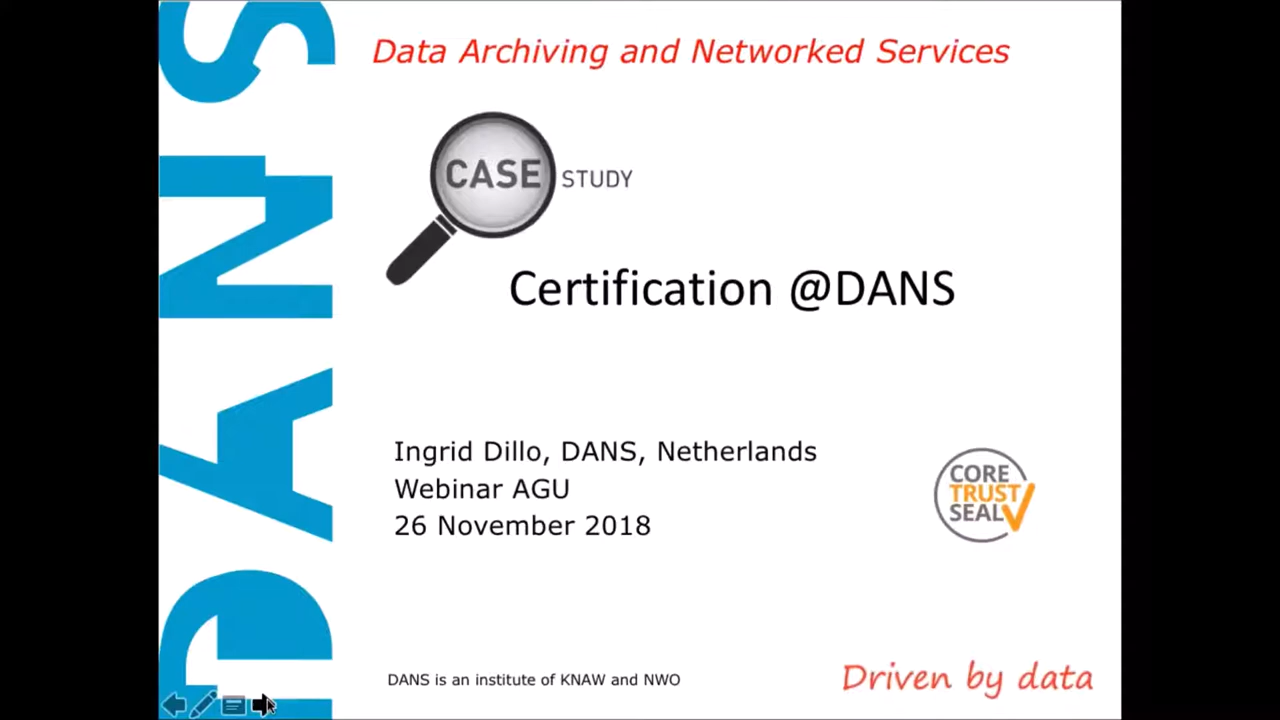 DANS
Data Archiving and Networked Services
CASE STUDY
Certification @DANS
Ingrid Dillo, DANS, Netherlands
Webinar AGU
26 November 2018
CORE
TRUST
SEAL
DANS is an institute of KNAW and NWO
Driven by data